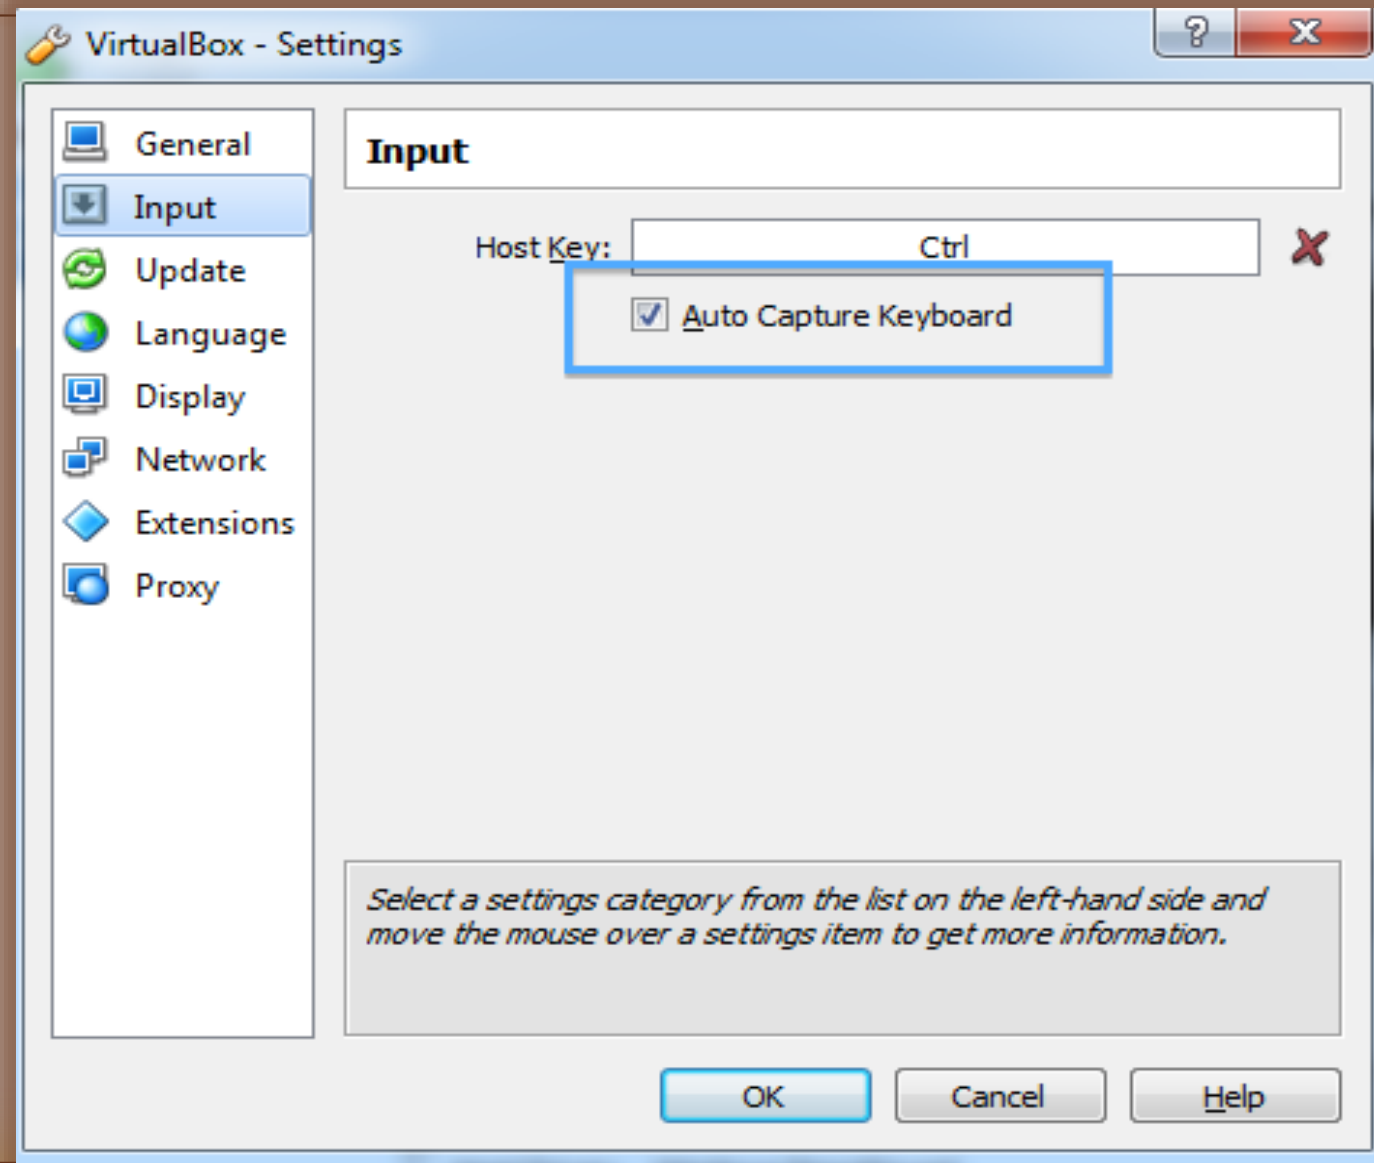 VirtualBox - Settings
General
Input
Update
Language
Display
Network
Extensions
Proxy
Input
Host Key: Ctrl
Auto Capture Keyboard
Select a settings category from the list on the left-hand side and
move the mouse over a settings item to get more information.
OK Cancel Help